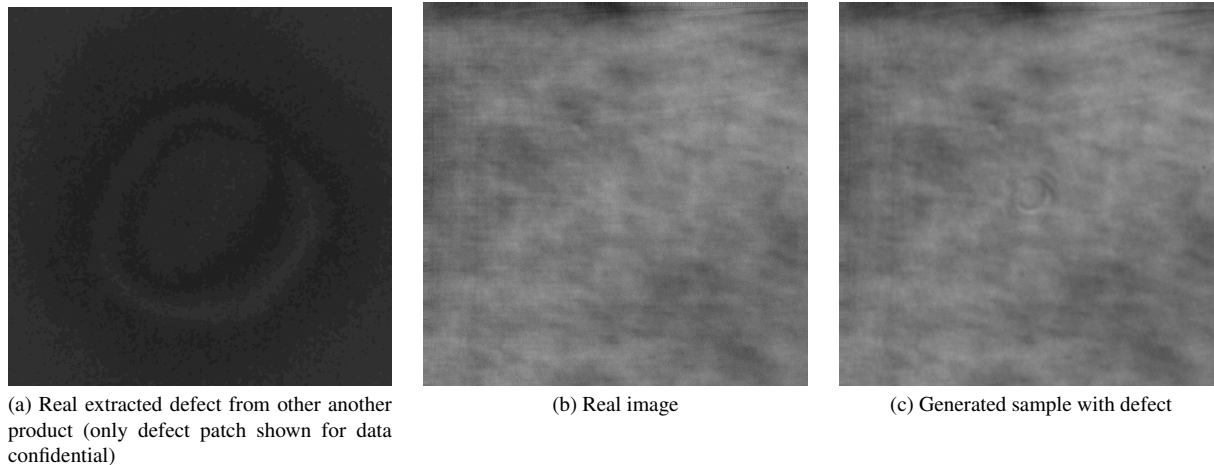 (a) Real extracted defect from other another
product (only defect patch shown for data
confidential)
(b) Real image
(c) Generated sample with defect